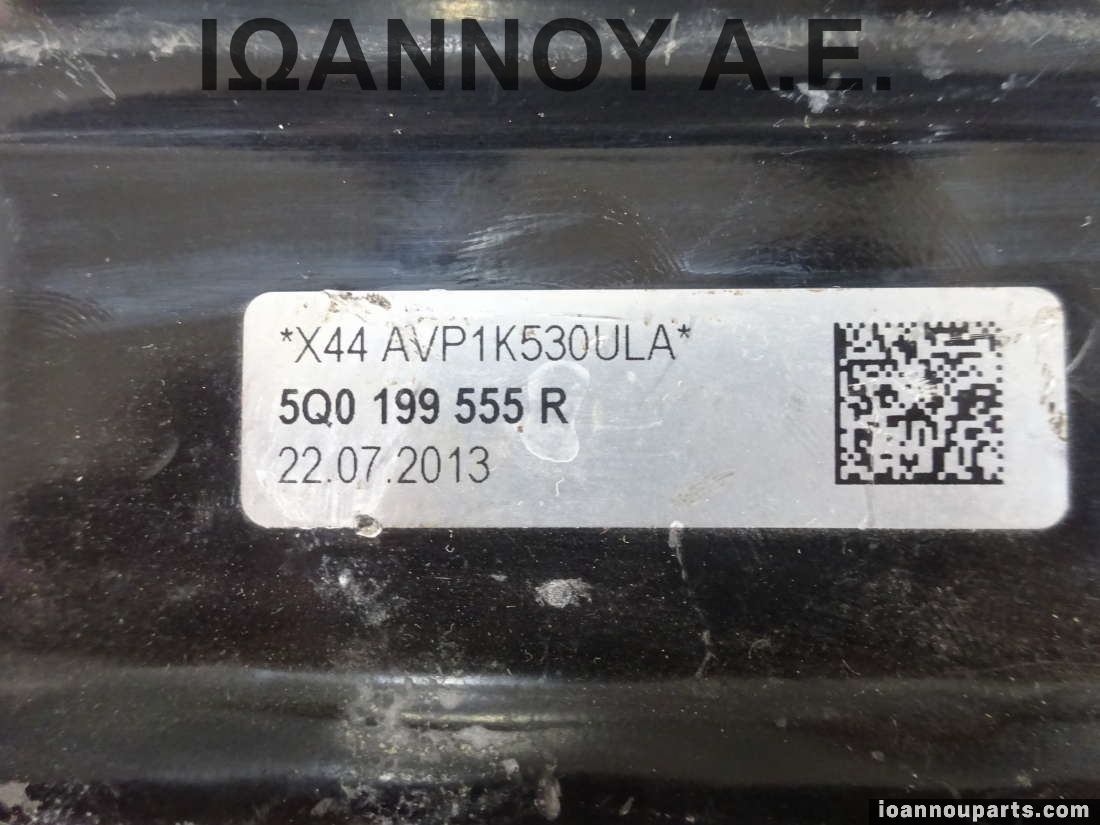 ΙΩΑΝΝΟΥ Α.Ε.
*X44 AVP1K530ULA*
5Q0 199 555 R
22.07.2013
ioannouparts.com